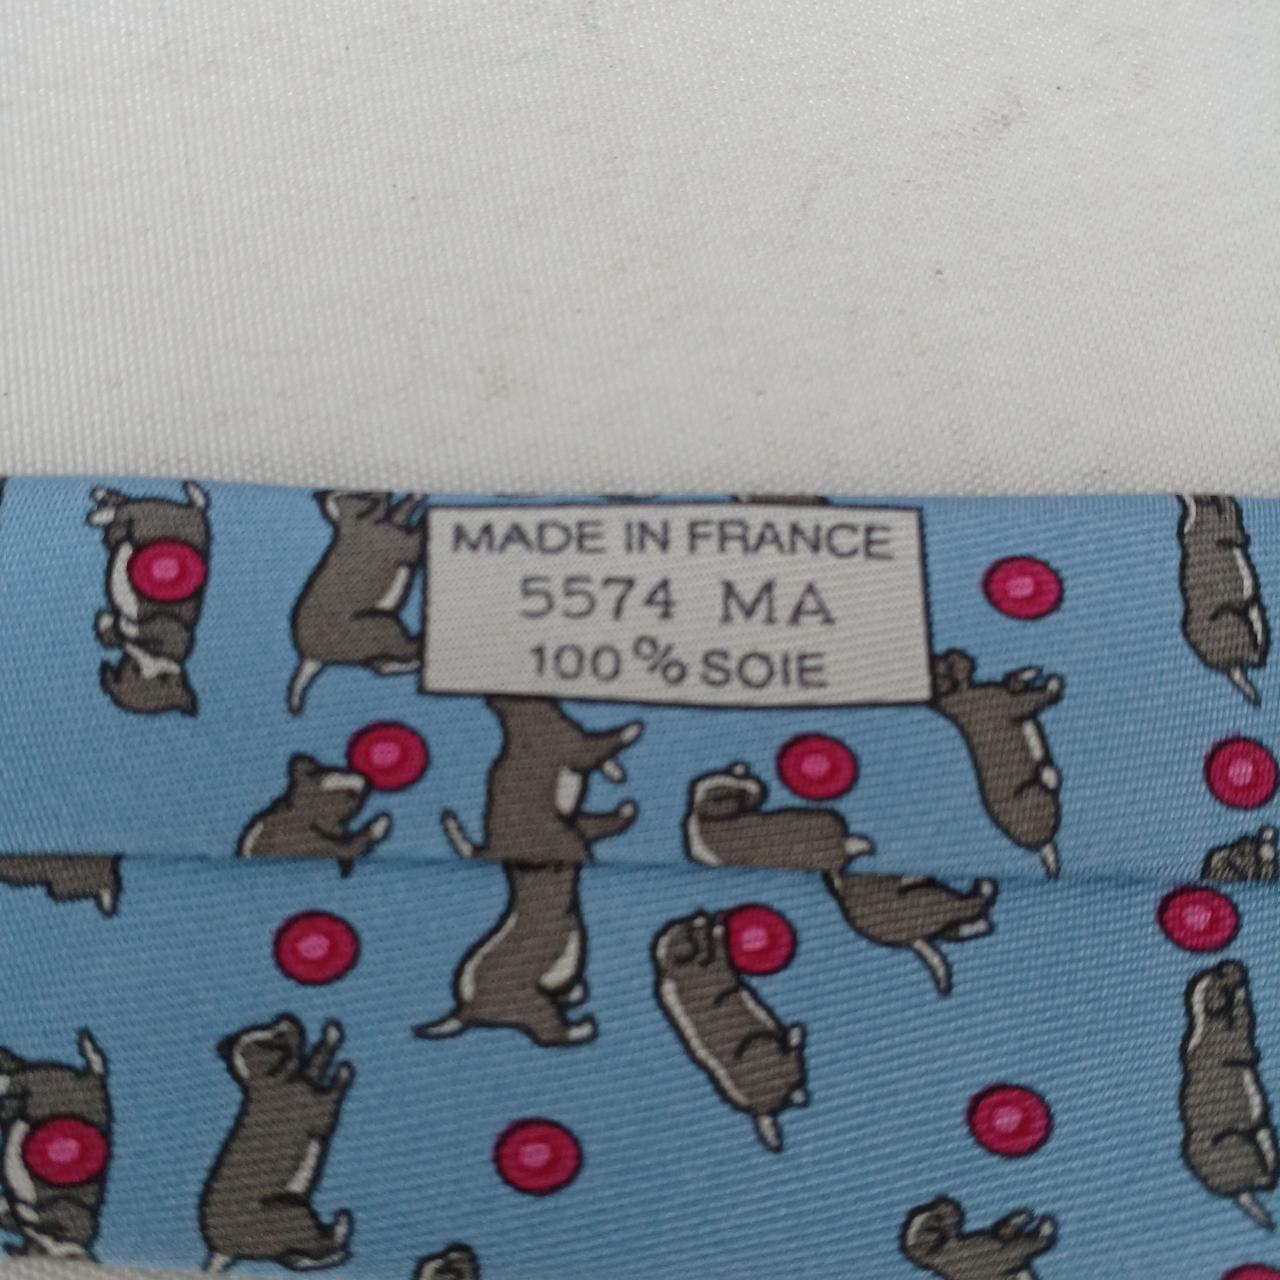 MADE IN FRANCE
5574 MA
100% SOIE